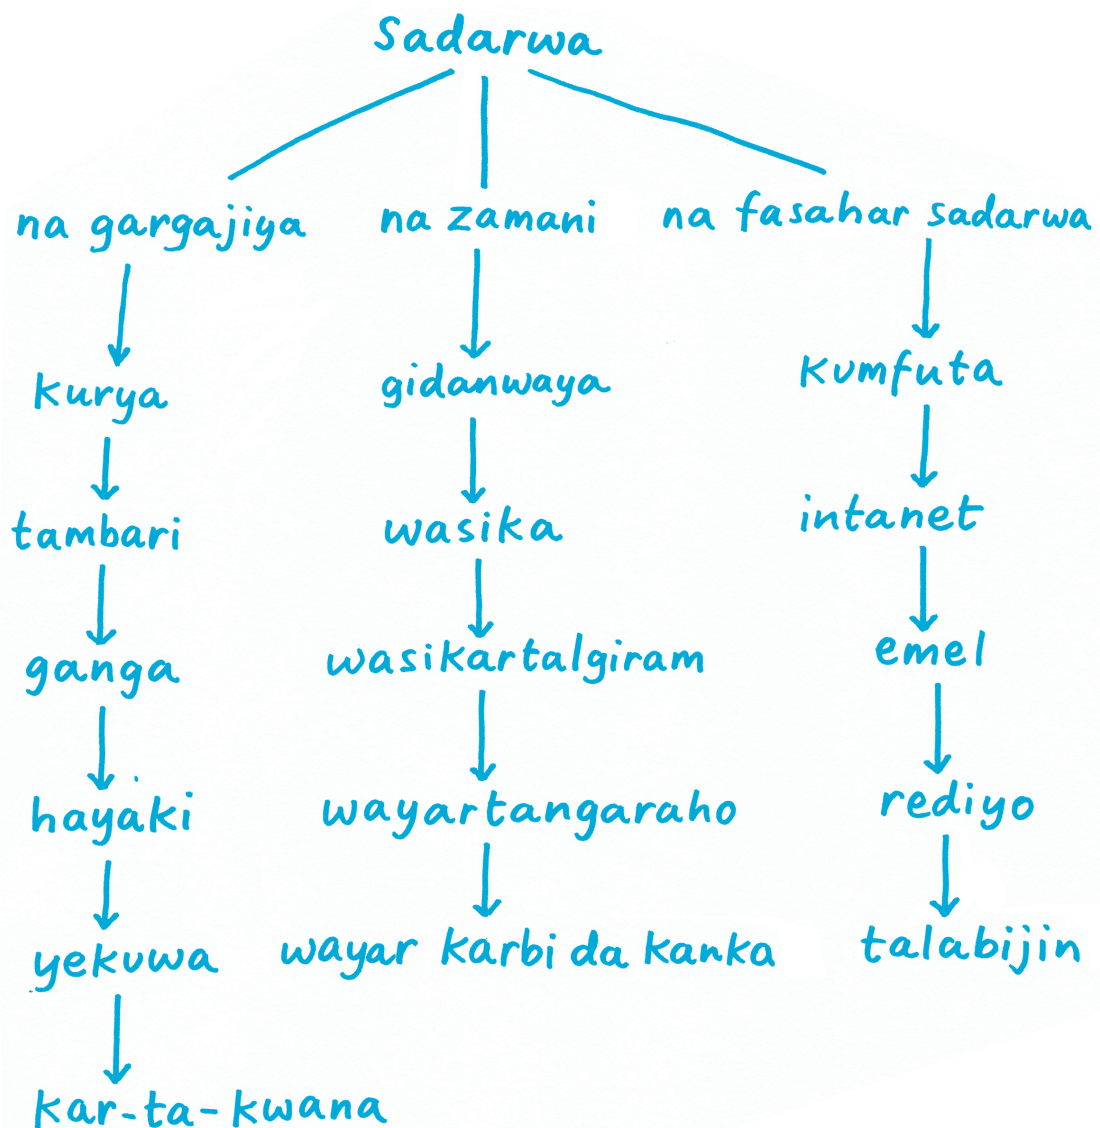 Sadarwa
na gargajiya
na zamani
na fasahar sadarwa
kurya
tambari
ganga
hayaki
yekuwa
kar-ta-kwana
gidanwaya
wasika
wasikartalgiram
wayartangaraho
wayar karbi da kanka
Kumfuta
intanet
emel
rediyo
talabijin